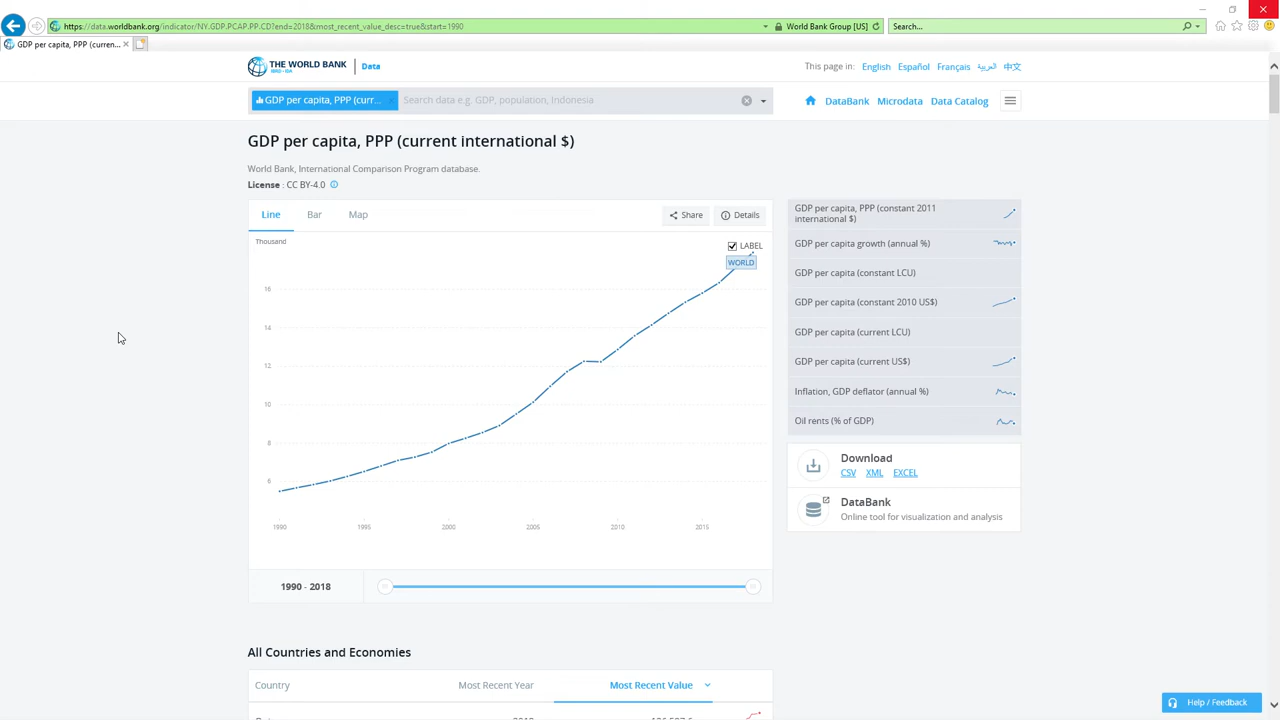 https://data.worldbank.org/indicator/NY.GDP.PCAP.PP.CD?end=2018&most_recent_value_desc=true&start=1990
World Bank Group [US]
Search...
GDP per capita, PPP (curren...
THE WORLD BANK
IBRD • IDA
Data
This page in: English Español Français العربية 中文
GDP per capita, PPP (curr...
Search data e.g. GDP, population, Indonesia
DataBank Microdata Data Catalog
GDP per capita, PPP (current international $)
World Bank, International Comparison Program database.
License : CC BY-4.0
Line Bar Map
Share Details
Thousand
LABEL
WORLD
16
14
12
10
8
6
1990 1995 2000 2005 2010 2015
1990 - 2018
GDP per capita, PPP (constant 2011
international $)
GDP per capita growth (annual %)
GDP per capita (constant LCU)
GDP per capita (constant 2010 US$)
GDP per capita (current LCU)
GDP per capita (current US$)
Inflation, GDP deflator (annual %)
Oil rents (% of GDP)
Download
CSV XML EXCEL
DataBank
Online tool for visualization and analysis
All Countries and Economies
Country Most Recent Year Most Recent Value
Help / Feedback